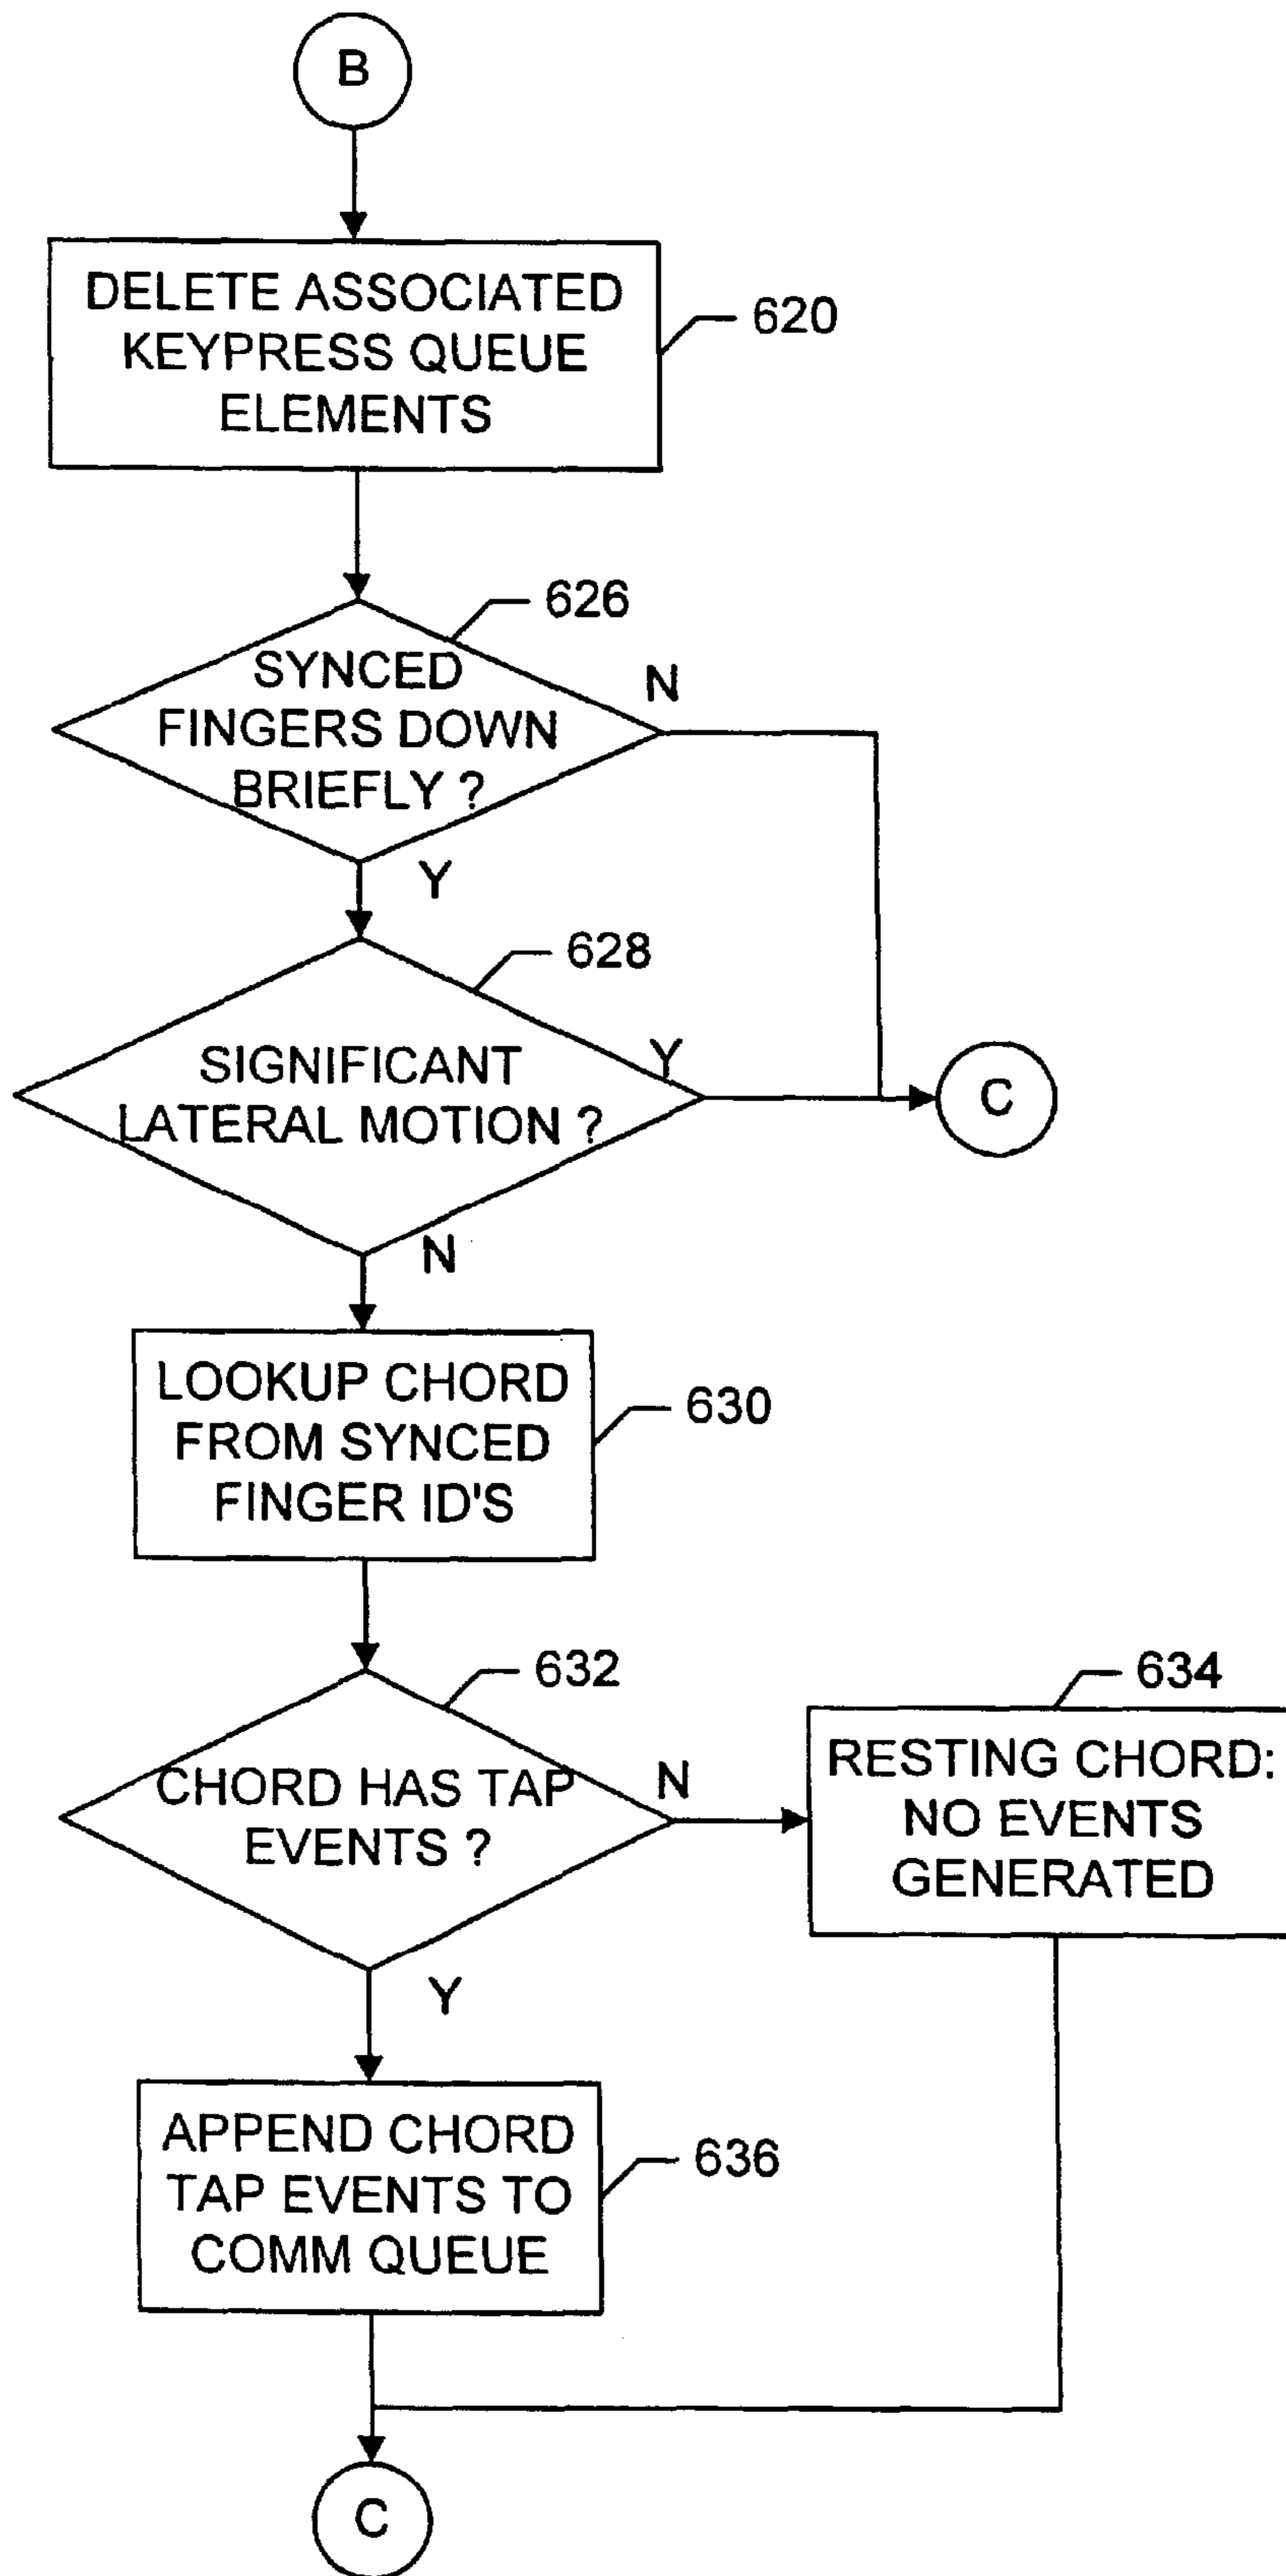 B
DELETE ASSOCIATED
KEYPRESS QUEUE
ELEMENTS
620
626
SYNCED
FINGERS DOWN
BRIEFLY ?
N
Y
628
SIGNIFICANT
LATERAL MOTION ?
Y
C
N
LOOKUP CHORD
FROM SYNCED
FINGER ID'S
630
632
CHORD HAS TAP
EVENTS ?
N
634
RESTING CHORD:
NO EVENTS
GENERATED
Y
APPEND CHORD
TAP EVENTS TO
COMM QUEUE
636
C